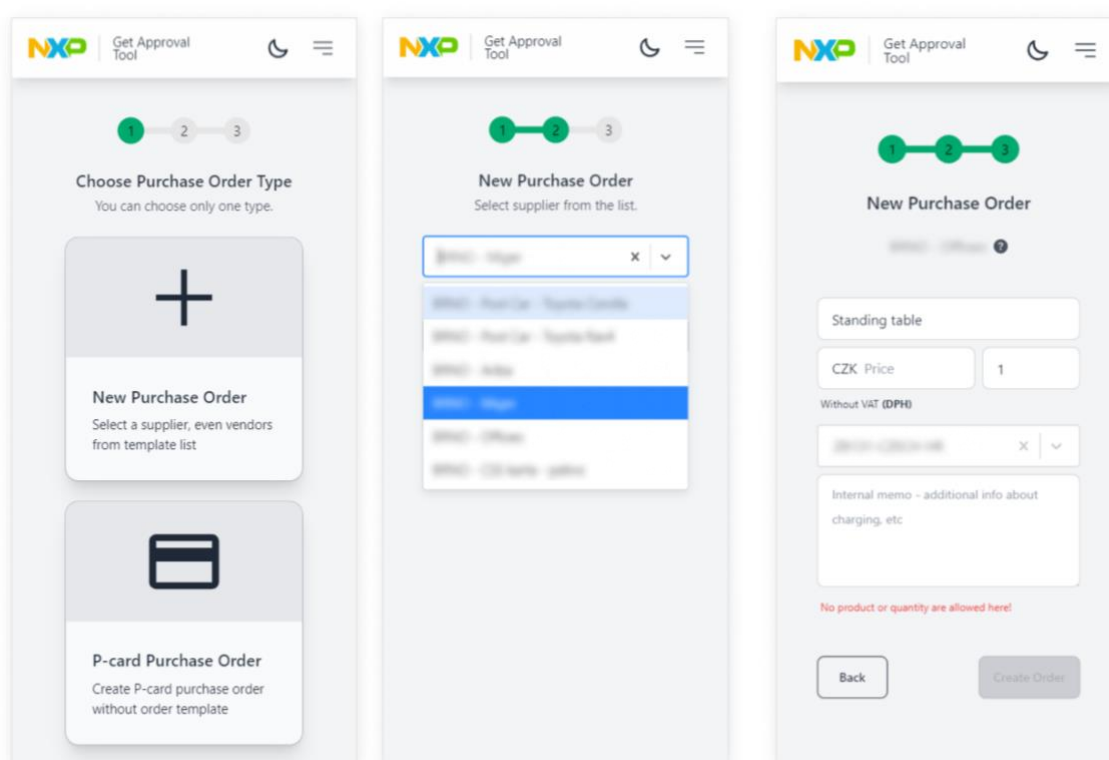 NXP
Get Approval
Tool
1 2 3
Choose Purchase Order Type
You can choose only one type.
New Purchase Order
Select a supplier, even vendors
from template list
P-card Purchase Order
Create P-card purchase order
without order template
NXP
Get Approval
Tool
1 2 3
New Purchase Order
Select supplier from the list.
NXP
Get Approval
Tool
1 2 3
New Purchase Order
Standing table
CZK Price
1
Without VAT (DPH)
Internal memo - additional info about
charging, etc
No product or quantity are allowed here!
Back
Create Order